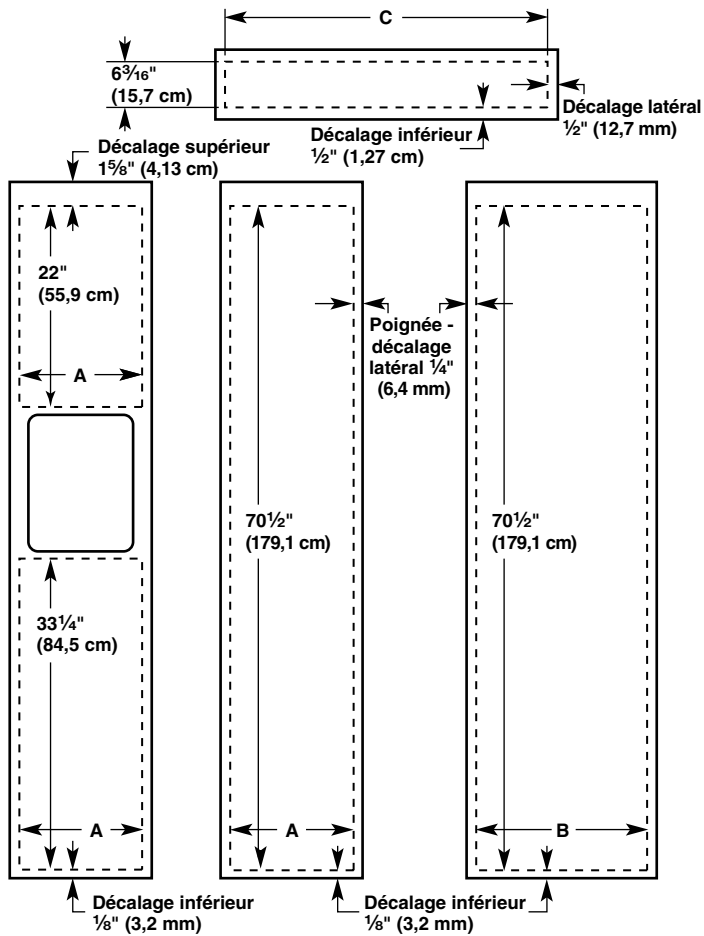 C
6 3/16"
(15,7 cm)
Décalage latéral
½" (12,7 mm)
Décalage inférieur
½" (1,27 cm)
Décalage supérieur
1⅝" (4,13 cm)
22"
(55,9 cm)
A
Poignée -
décalage
latéral ¼"
(6,4 mm)
70½"
(179,1 cm)
70½"
(179,1 cm)
33¼"
(84,5 cm)
A
A
B
Décalage inférieur
⅛" (3,2 mm)
Décalage inférieur
⅛" (3,2 mm)